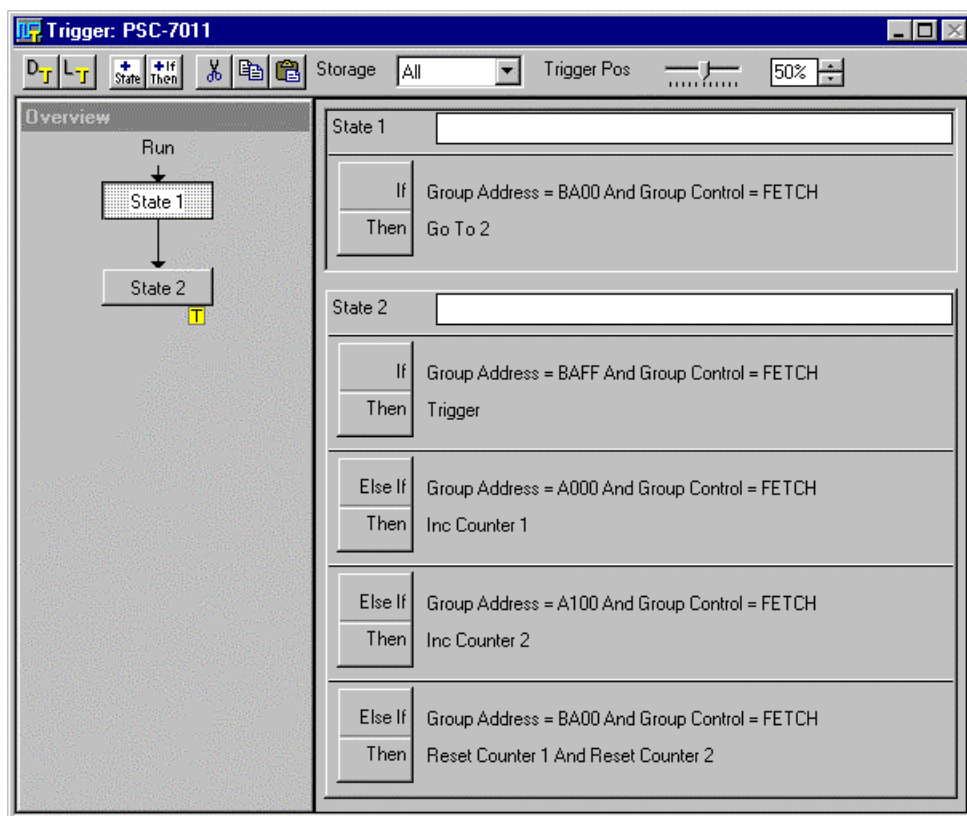 Trigger: PSC-7011
D T L T + State + If Then Storage All Trigger Pos 50%
Overview
Run
State 1
State 2
T
State 1
If Group Address = BA00 And Group Control = FETCH
Then Go To 2
State 2
If Group Address = BAFF And Group Control = FETCH
Then Trigger
Else If Group Address = A000 And Group Control = FETCH
Then Inc Counter 1
Else If Group Address = A100 And Group Control = FETCH
Then Inc Counter 2
Else If Group Address = BA00 And Group Control = FETCH
Then Reset Counter 1 And Reset Counter 2